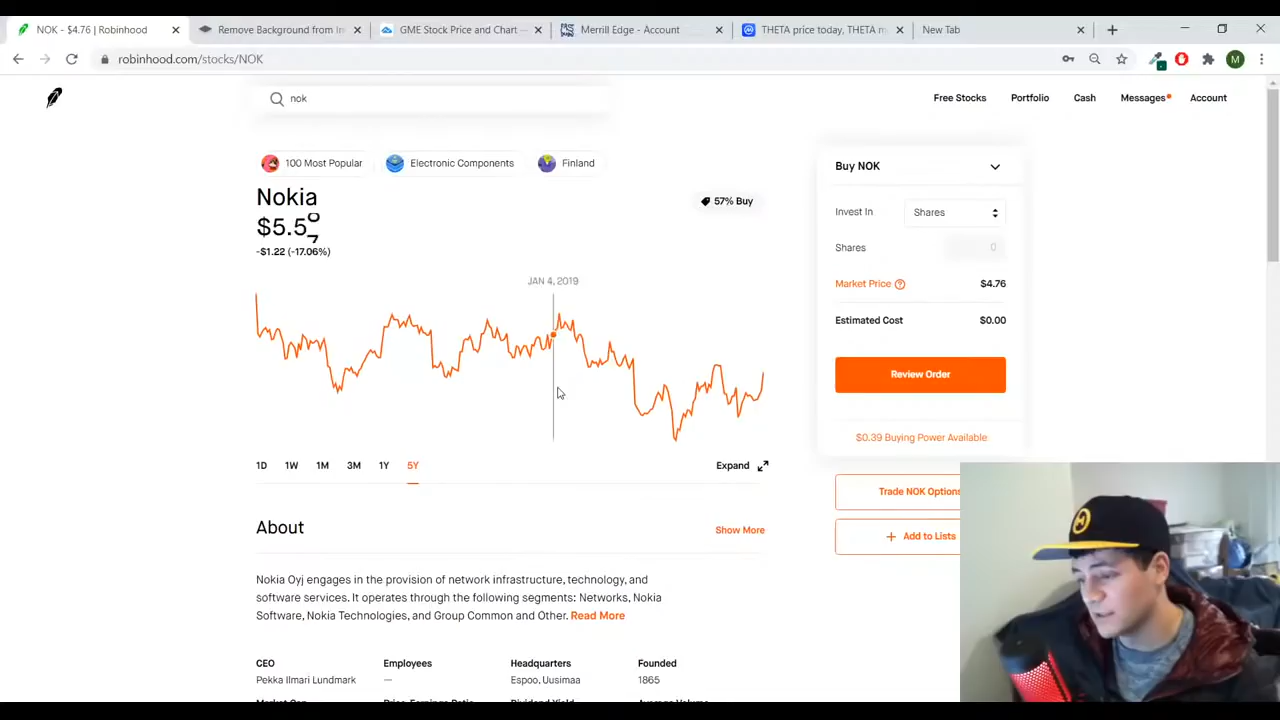 NOK - $4.76 | Robinhood
Remove Background from Im
GME Stock Price and Chart —
Merrill Edge - Account
THETA price today, THETA m
New Tab
robinhood.com/stocks/NOK
M
nok
Free Stocks
Portfolio
Cash
Messages
Account
100 Most Popular
Electronic Components
Finland
Nokia
$5.5
57% Buy
-$1.22 (-17.06%)
JAN 4, 2019
1D
1W
1M
3M
1Y
5Y
Expand
About
Show More
Nokia Oyj engages in the provision of network infrastructure, technology, and
software services. It operates through the following segments: Networks, Nokia
Software, Nokia Technologies, and Group Common and Other. Read More
CEO
Employees
Headquarters
Founded
Pekka Ilmari Lundmark
—
Espoo, Uusimaa
1865
Buy NOK
Invest In
Shares
Shares
0
Market Price
$4.76
Estimated Cost
$0.00
Review Order
$0.39 Buying Power Available
Trade NOK Options
+ Add to Lists